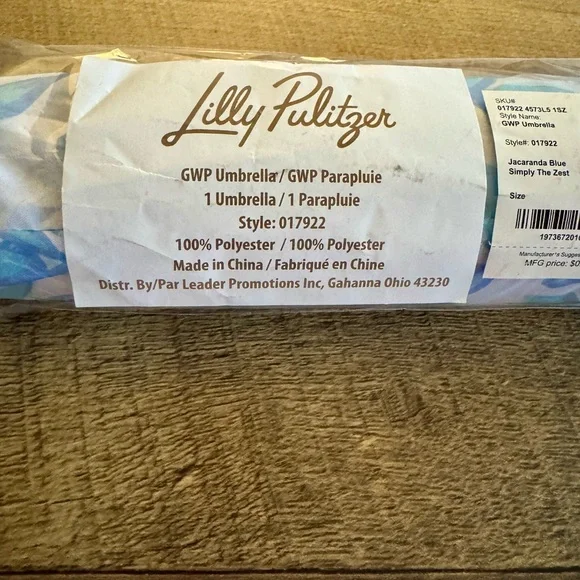 Lilly Pulitzer
GWP Umbrella / GWP Parapluie
1 Umbrella / 1 Parapluie
Style: 017922
100% Polyester / 100% Polyester
Made in China / Fabriqué en Chine
Distr. By/Par Leader Promotions Inc, Gahanna Ohio 43230
SKU#
017922 4573L5 1SZ
Style Name:
GWP Umbrella
Style#: 017922
Jacaranda Blue
Simply The Zest
Size
Manufacturer's
MFG price: